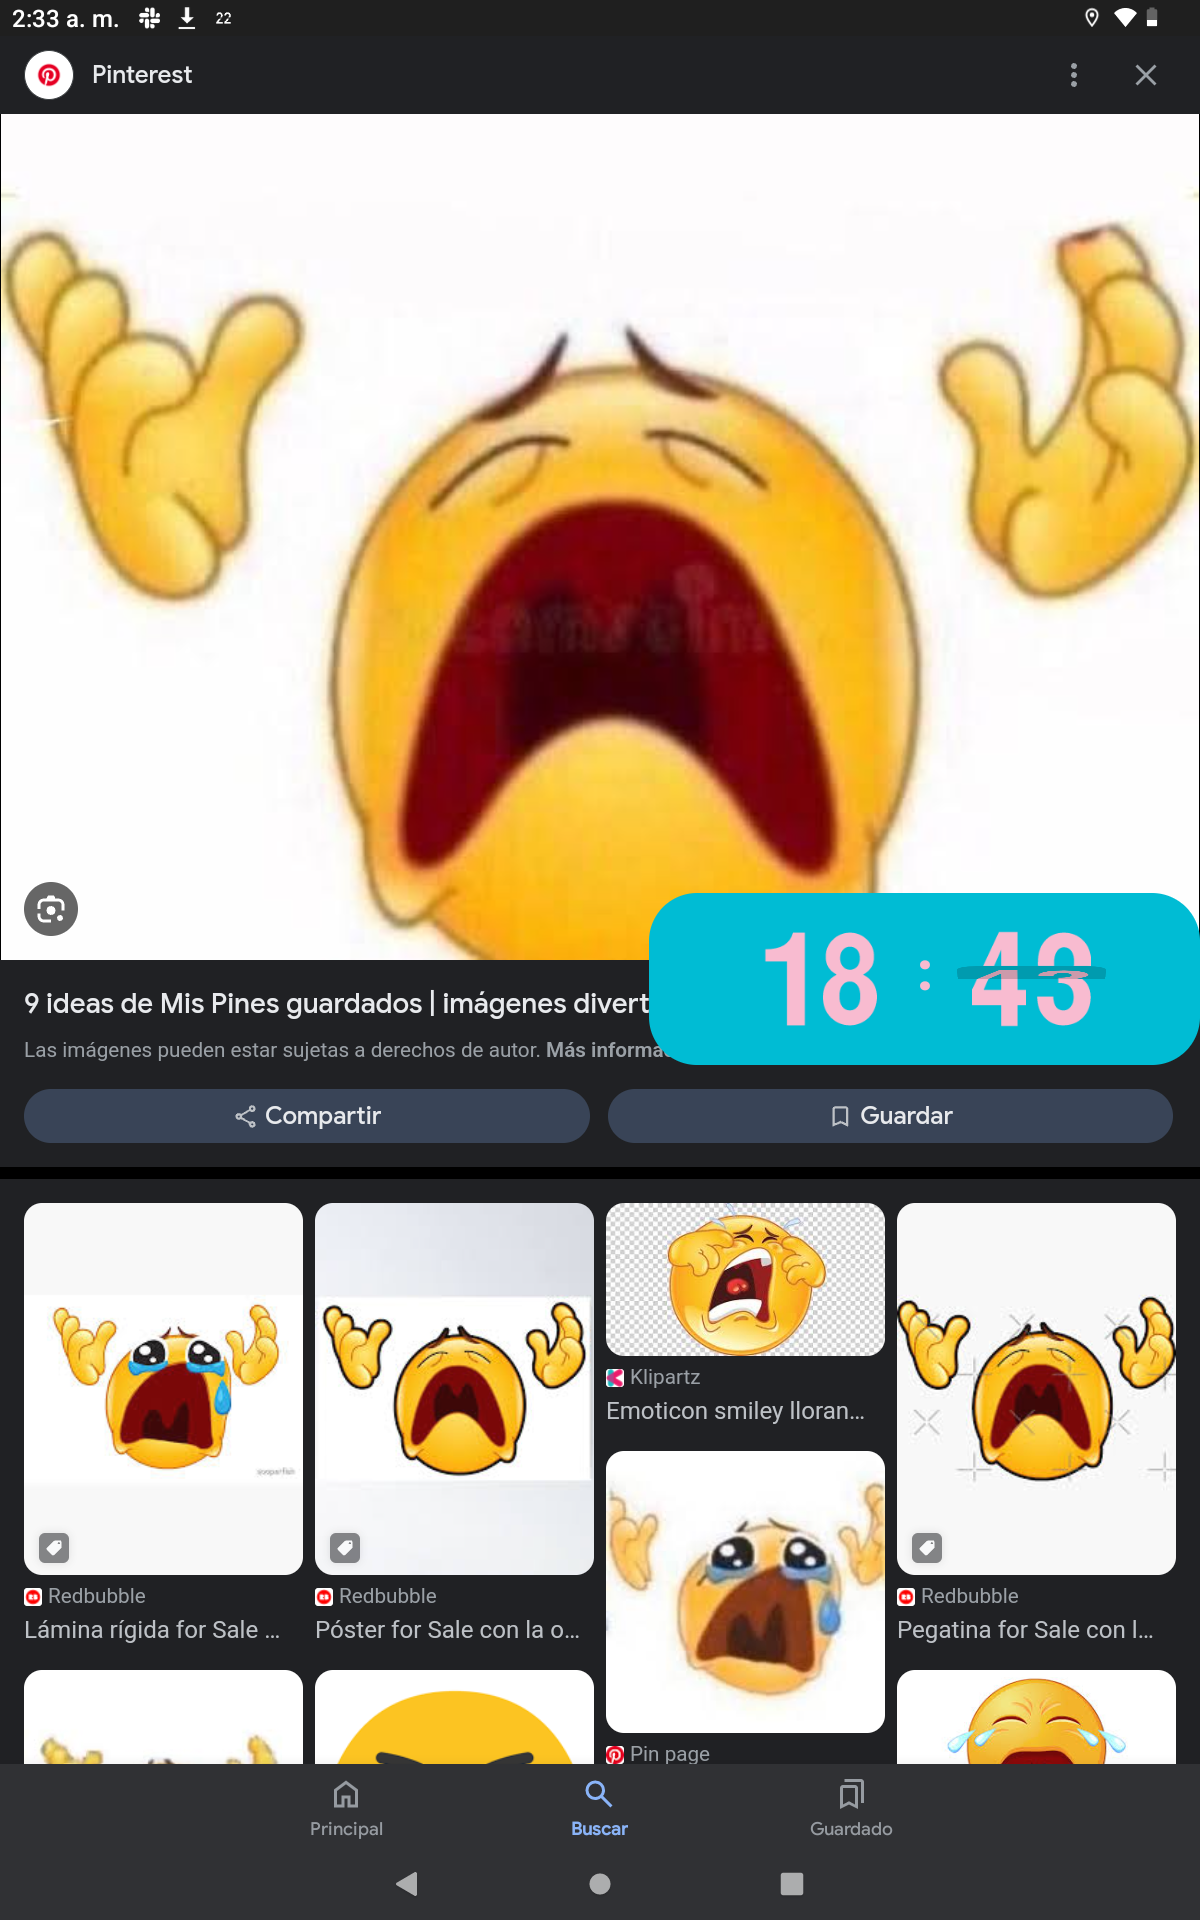 2:33 a. m.
22
Pinterest
18 : 43
9 ideas de Mis Pines guardados | imágenes divert
Las imágenes pueden estar sujetas a derechos de autor. Más informa
Compartir
Guardar
Klipartz
Emoticon smiley lloran...
Redbubble
Lámina rígida for Sale ...
Redbubble
Póster for Sale con la o...
Redbubble
Pegatina for Sale con l...
Pin page
Principal
Buscar
Guardado